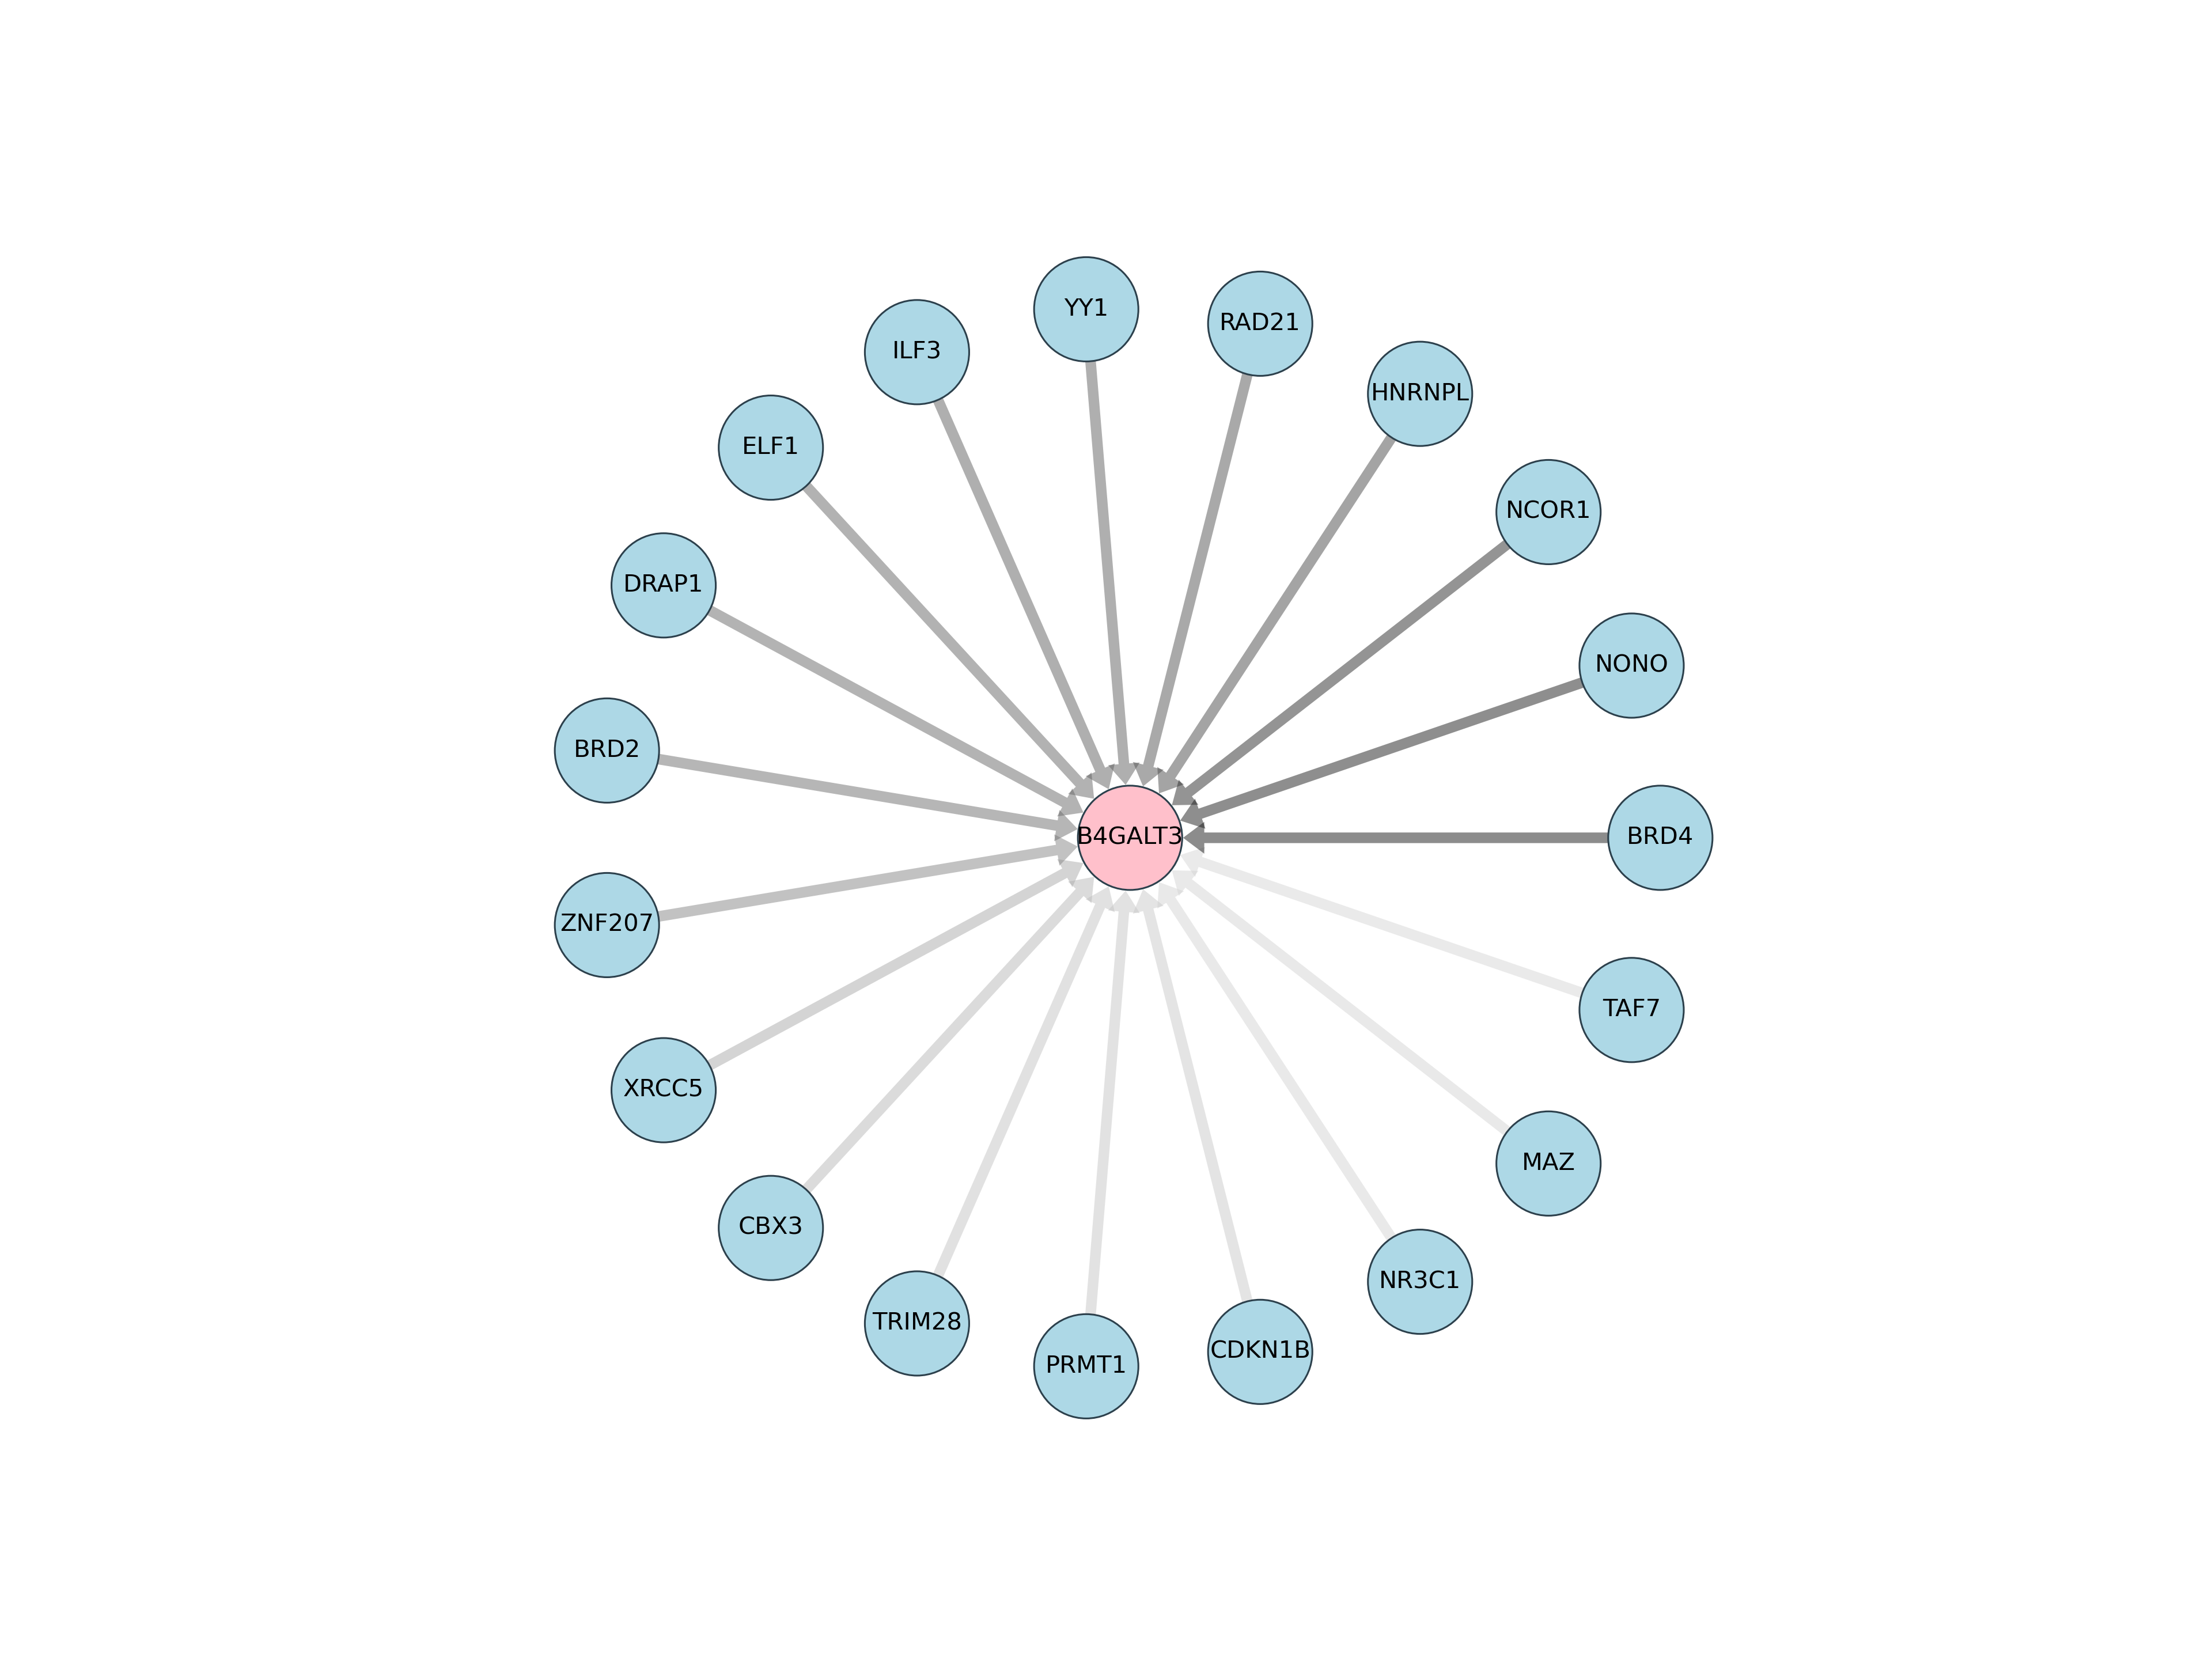 YY1
RAD21
ILF3
HNRNPL
ELF1
NCOR1
DRAP1
NONO
BRD2
B4GALT3
BRD4
ZNF207
TAF7
XRCC5
MAZ
CBX3
NR3C1
TRIM28
CDKN1B
PRMT1